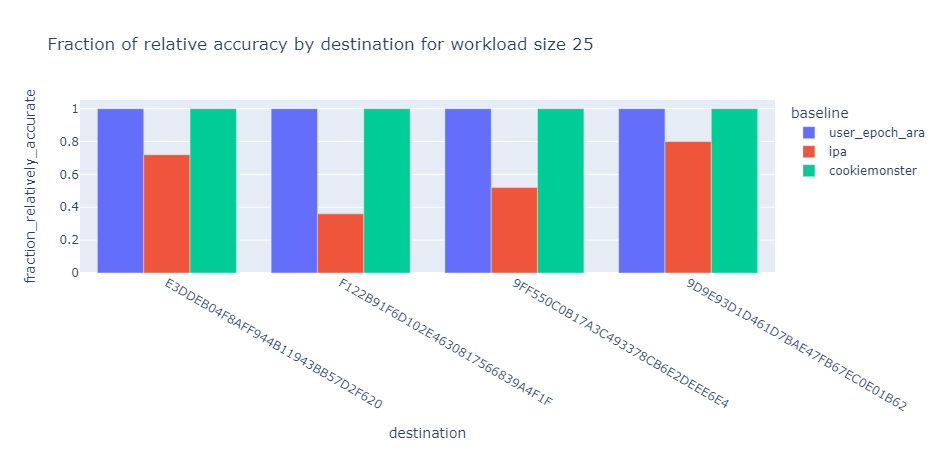 Fraction of relative accuracy by destination for workload size 25
fraction_relatively_accurate
1
0.8
0.6
0.4
0.2
0
E3DDEB04F8AFF944B11943BB57D2F620
F122B91F6D102E4630817566839A4F1F
9FF550C0B17A3C493378CB6E2DEEE6E4
9D9E93D1D461D7BAE47FB67EC0E01B62
destination
baseline
user_epoch_ara
ipa
cookiemonster